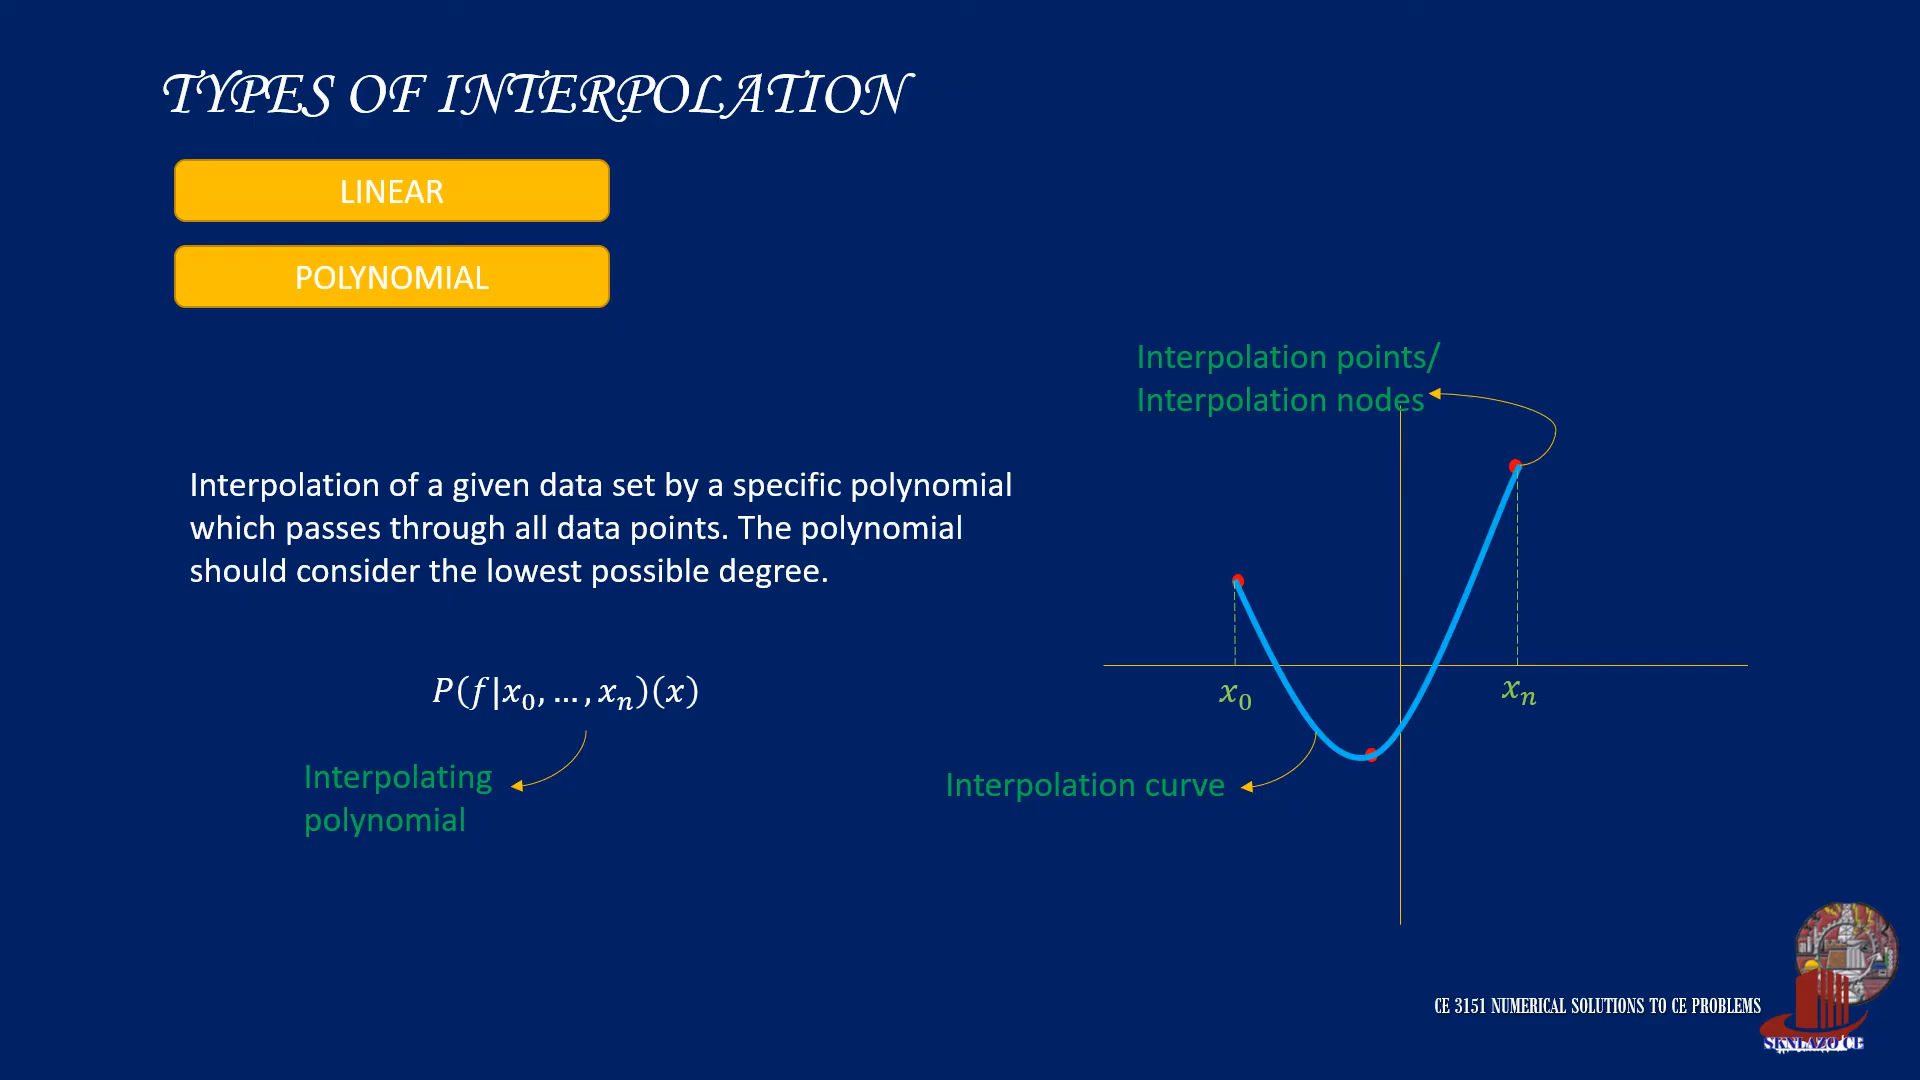 TYPES OF INTERPOLATION
LINEAR
POLYNOMIAL
Interpolation points/
Interpolation nodes
Interpolation of a given data set by a specific polynomial
which passes through all data points. The polynomial
should consider the lowest possible degree.
P(f|x₀, … , xₙ)(x)
x₀
xₙ
Interpolating
polynomial
Interpolation curve
CE 3151 NUMERICAL SOLUTIONS TO CE PROBLEMS